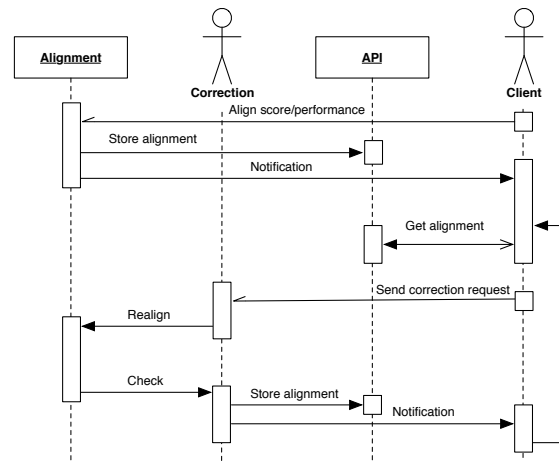 Alignment
API
Correction
Client
Align score/performance
Store alignment
Notification
Get alignment
Send correction request
Realign
Check
Store alignment
Notification